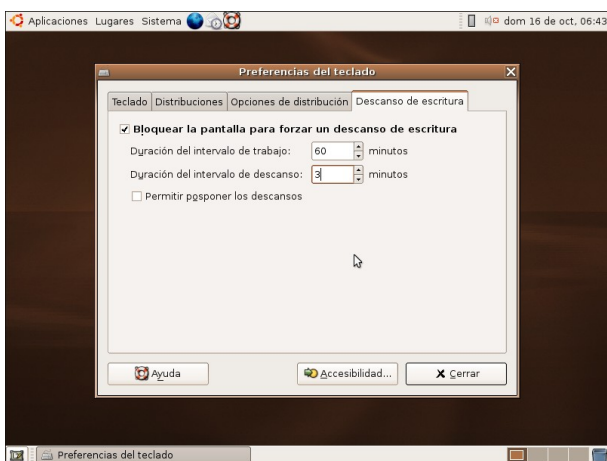 Aplicaciones Lugares Sistema dom 16 de oct, 06:43
Preferencias del teclado
Teclado Distribuciones Opciones de distribución Descanso de escritura
Bloquear la pantalla para forzar un descanso de escritura
Duración del intervalo de trabajo: 60 minutos
Duración del intervalo de descanso: 3 minutos
Permitir posponer los descansos
Ayuda Accesibilidad... Cerrar
Preferencias del teclado